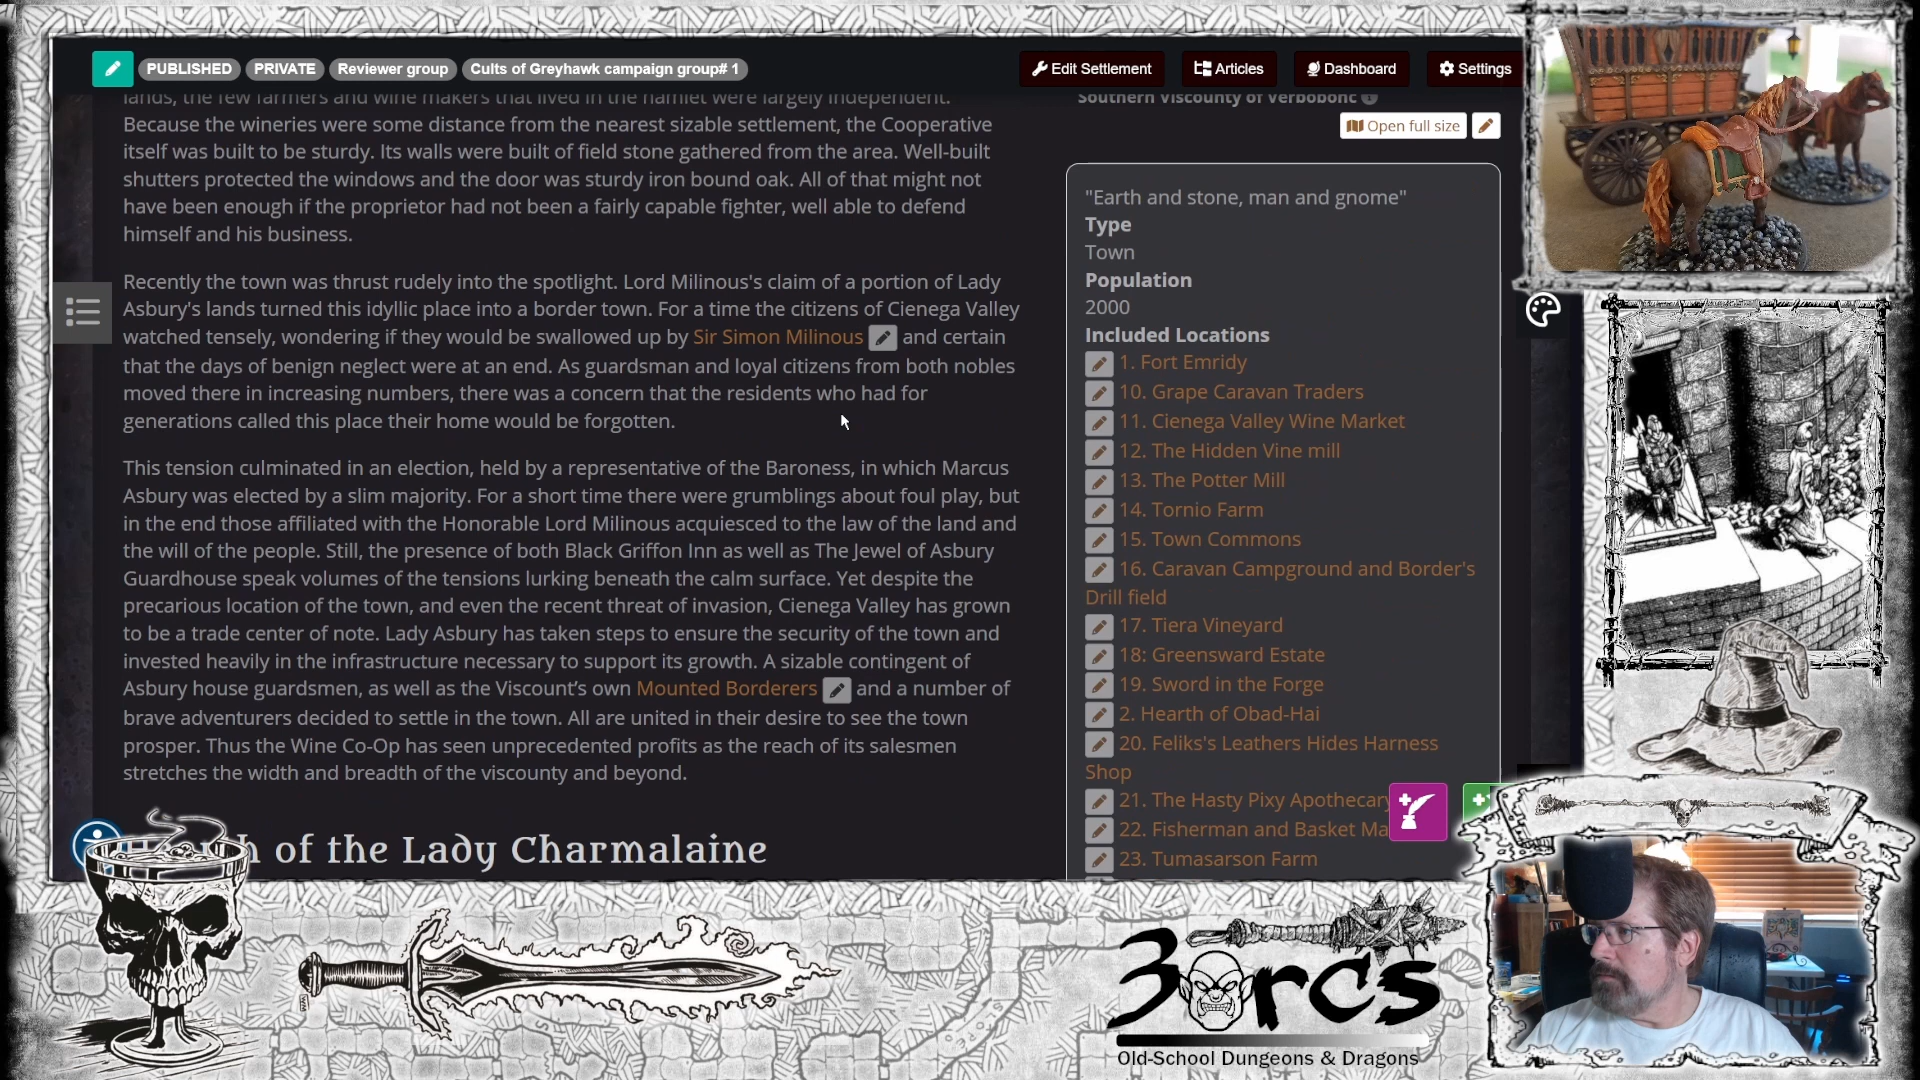 PUBLISHED
PRIVATE
Reviewer group
Cults of Greyhawk campaign group# 1
Edit Settlement
Articles
Dashboard
Settings
lands, the few farmers and wine makers that lived in the hamlet were largely independent.
Because the wineries were some distance from the nearest sizable settlement, the Cooperative
itself was built to be sturdy. Its walls were built of field stone gathered from the area. Well-built
shutters protected the windows and the door was sturdy iron bound oak. All of that might not
have been enough if the proprietor had not been a fairly capable fighter, well able to defend
himself and his business.
Recently the town was thrust rudely into the spotlight. Lord Milinous's claim of a portion of Lady
Asbury's lands turned this idyllic place into a border town. For a time the citizens of Cienega Valley
watched tensely, wondering if they would be swallowed up by Sir Simon Milinous and certain
that the days of benign neglect were at an end. As guardsman and loyal citizens from both nobles
moved there in increasing numbers, there was a concern that the residents who had for
generations called this place their home would be forgotten.
This tension culminated in an election, held by a representative of the Baroness, in which Marcus
Asbury was elected by a slim majority. For a short time there were grumblings about foul play, but
in the end those affiliated with the Honorable Lord Milinous acquiesced to the law of the land and
the will of the people. Still, the presence of both Black Griffon Inn as well as The Jewel of Asbury
Guardhouse speak volumes of the tensions lurking beneath the calm surface. Yet despite the
precarious location of the town, and even the recent threat of invasion, Cienega Valley has grown
to be a trade center of note. Lady Asbury has taken steps to ensure the security of the town and
invested heavily in the infrastructure necessary to support its growth. A sizable contingent of
Asbury house guardsmen, as well as the Viscount's own Mounted Borderers and a number of
brave adventurers decided to settle in the town. All are united in their desire to see the town
prosper. Thus the Wine Co-Op has seen unprecedented profits as the reach of its salesmen
stretches the width and breadth of the viscounty and beyond.
of the Lady Charmalaine
Southern Viscounty of Verbobonc
Open full size
"Earth and stone, man and gnome"
Type
Town
Population
2000
Included Locations
1. Fort Emridy
10. Grape Caravan Traders
11. Cienega Valley Wine Market
12. The Hidden Vine mill
13. The Potter Mill
14. Tornio Farm
15. Town Commons
16. Caravan Campground and Border's
Drill field
17. Tiera Vineyard
18: Greensward Estate
19. Sword in the Forge
2. Hearth of Obad-Hai
20. Feliks's Leathers Hides Harness
Shop
21. The Hasty Pixy Apothecary
22. Fisherman and Basket Ma
23. Tumasarson Farm
3 orcs
Old-School Dungeons & Dragons